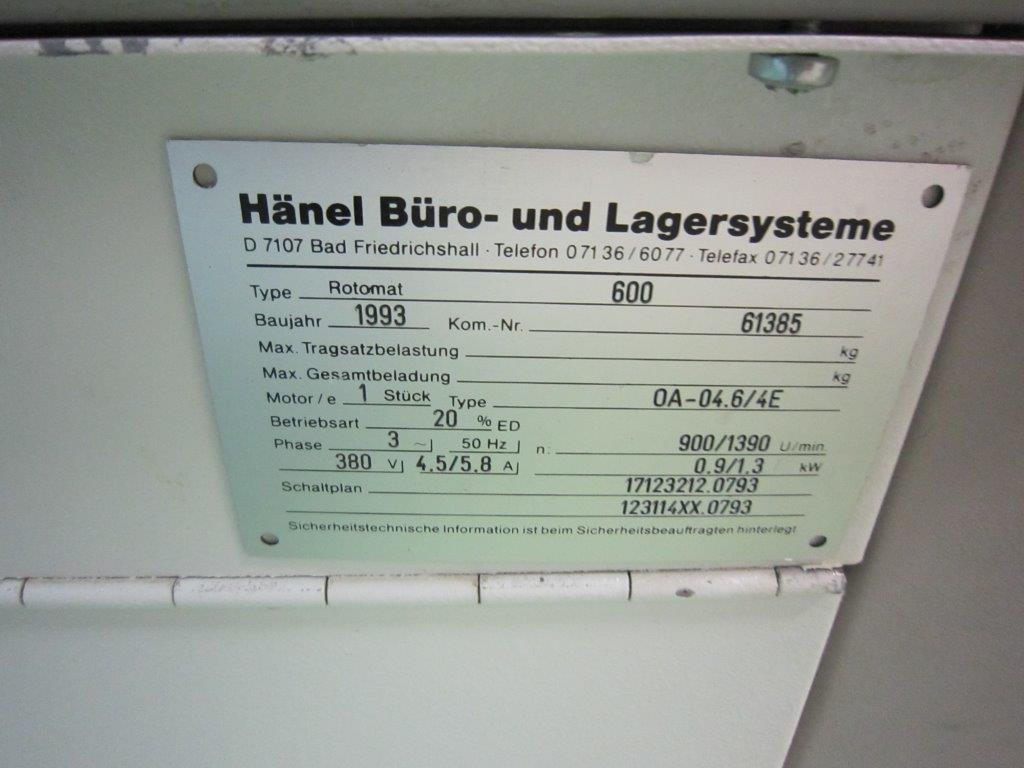 Hänel Büro- und Lagersysteme
D 7107 Bad Friedrichshall · Telefon 07136/6077 · Telefax 07136/27741
Type Rotomat 600
Baujahr 1993 Kom.-Nr. 61385
Max. Tragsatzbelastung kg
Max. Gesamtbeladung kg
Motor/e 1 Stück Type OA-04.6/4E
Betriebsart 20 % ED
Phase 3 ~ 50 Hz n: 900/1390 U/min
380 V 4.5/5.8 A 0.9/1.3 kW
Schaltplan 17123212.0793
123114XX.0793
Sicherheitstechnische Information ist beim Sicherheitsbeauftragten hinterlegt